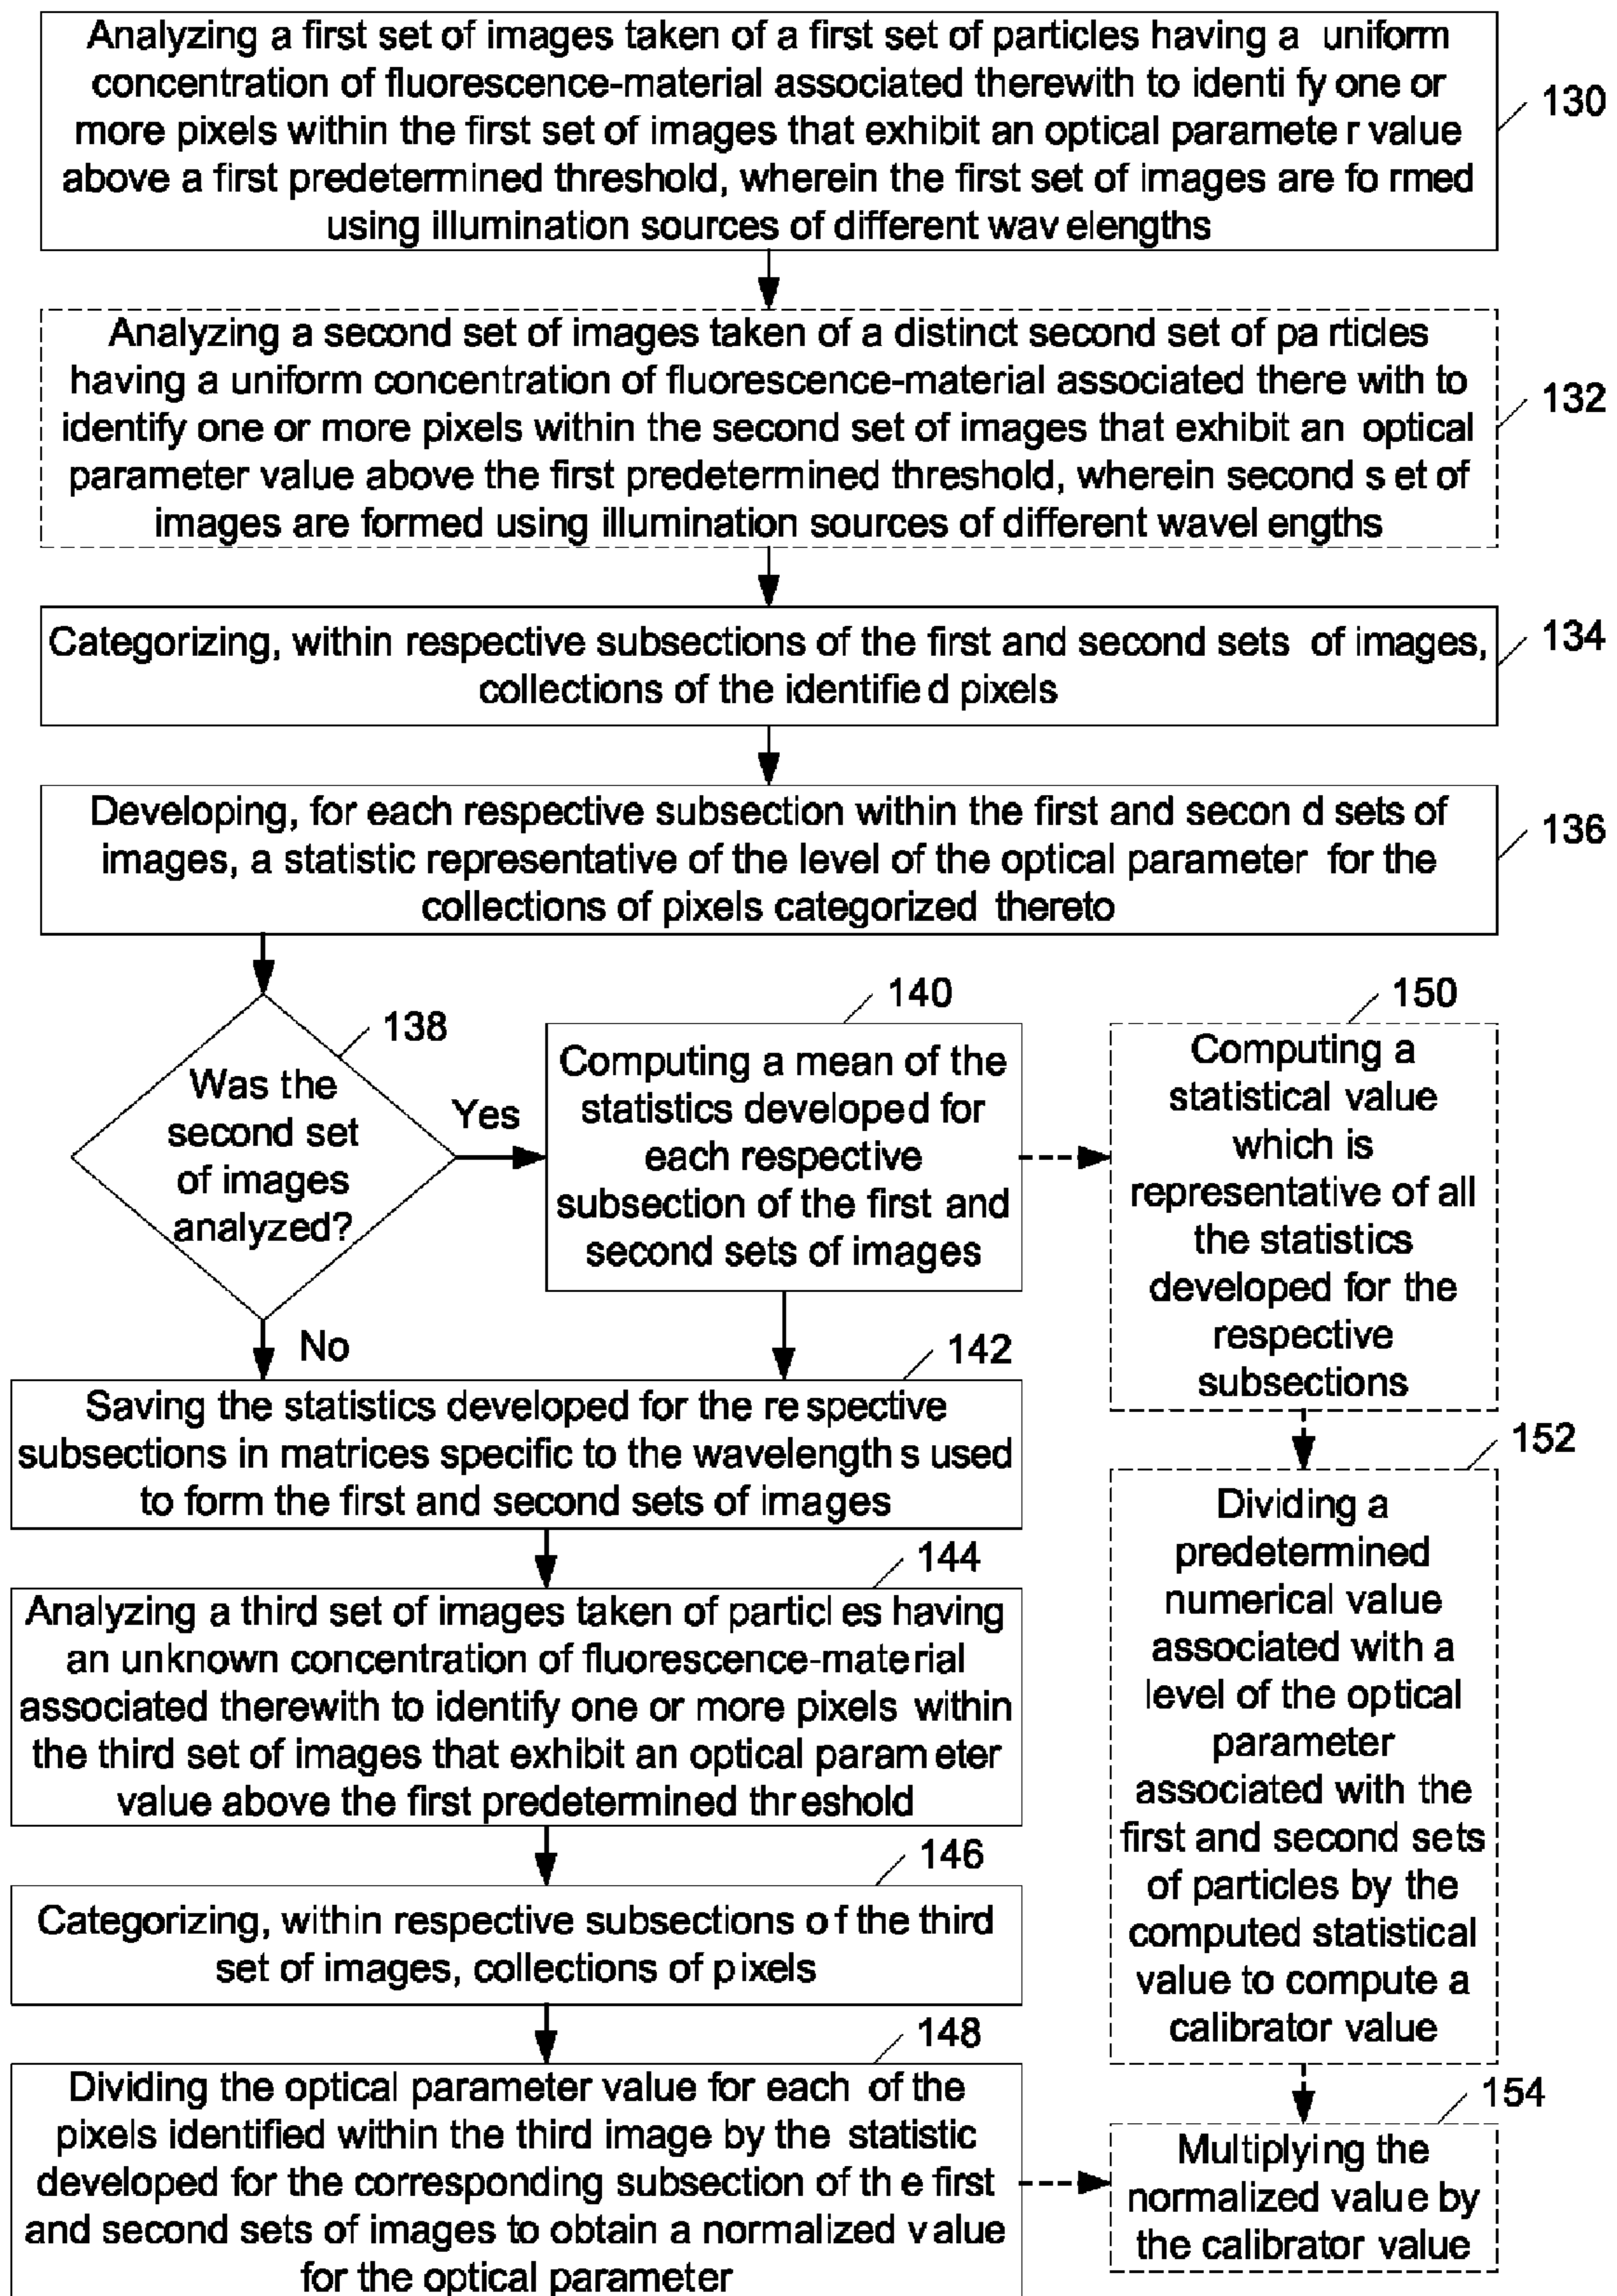 Analyzing a first set of images taken of a first set of particles having a uniform
concentration of fluorescence-material associated therewith to identi fy one or
more pixels within the first set of images that exhibit an optical paramete r value
above a first predetermined threshold, wherein the first set of images are fo rmed
using illumination sources of different wav elengths
130
Analyzing a second set of images taken of a distinct second set of pa rticles
having a uniform concentration of fluorescence-material associated there with to
identify one or more pixels within the second set of images that exhibit an optical
parameter value above the first predetermined threshold, wherein second s et of
images are formed using illumination sources of different wavel engths
132
Categorizing, within respective subsections of the first and second sets of images,
collections of the identifie d pixels
134
Developing, for each respective subsection within the first and secon d sets of
images, a statistic representative of the level of the optical parameter for the
collections of pixels categorized thereto
136
138
Was the
second set
of images
analyzed?
Yes
No
140
Computing a mean of the
statistics developed for
each respective
subsection of the first and
second sets of images
150
Computing a
statistical value
which is
representative of all
the statistics
developed for the
respective
subsections
142
Saving the statistics developed for the re spective
subsections in matrices specific to the wavelength s used
to form the first and second sets of images
144
Analyzing a third set of images taken of particl es having
an unknown concentration of fluorescence-material
associated therewith to identify one or more pixels within
the third set of images that exhibit an optical param eter
value above the first predetermined thr eshold
146
Categorizing, within respective subsections o f the third
set of images, collections of p ixels
148
Dividing the optical parameter value for each of the
pixels identified within the third image by the statistic
developed for the corresponding subsection of th e first
and second sets of images to obtain a normalized v alue
for the optical parameter
152
Dividing a
predetermined
numerical value
associated with a
level of the optical
parameter
associated with the
first and second sets
of particles by the
computed statistical
value to compute a
calibrator value
154
Multiplying the
normalized value by
the calibrator value